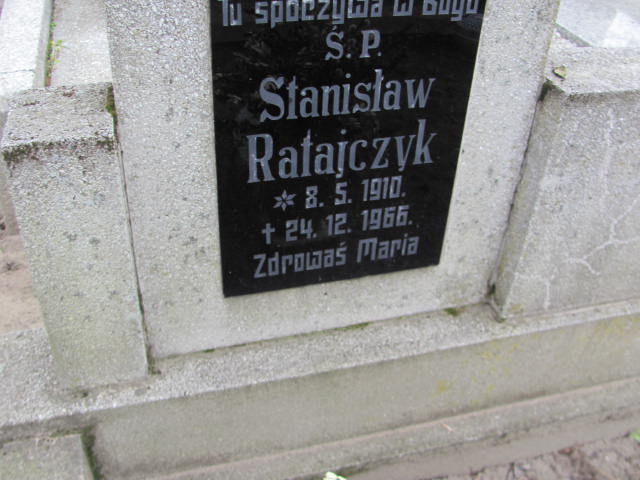 Tu spoczywa w Bogu
Ś. P.
Stanisław
Ratajczyk
* 8. 5. 1910.
† 24. 12. 1966.
Zdrowaś Maria